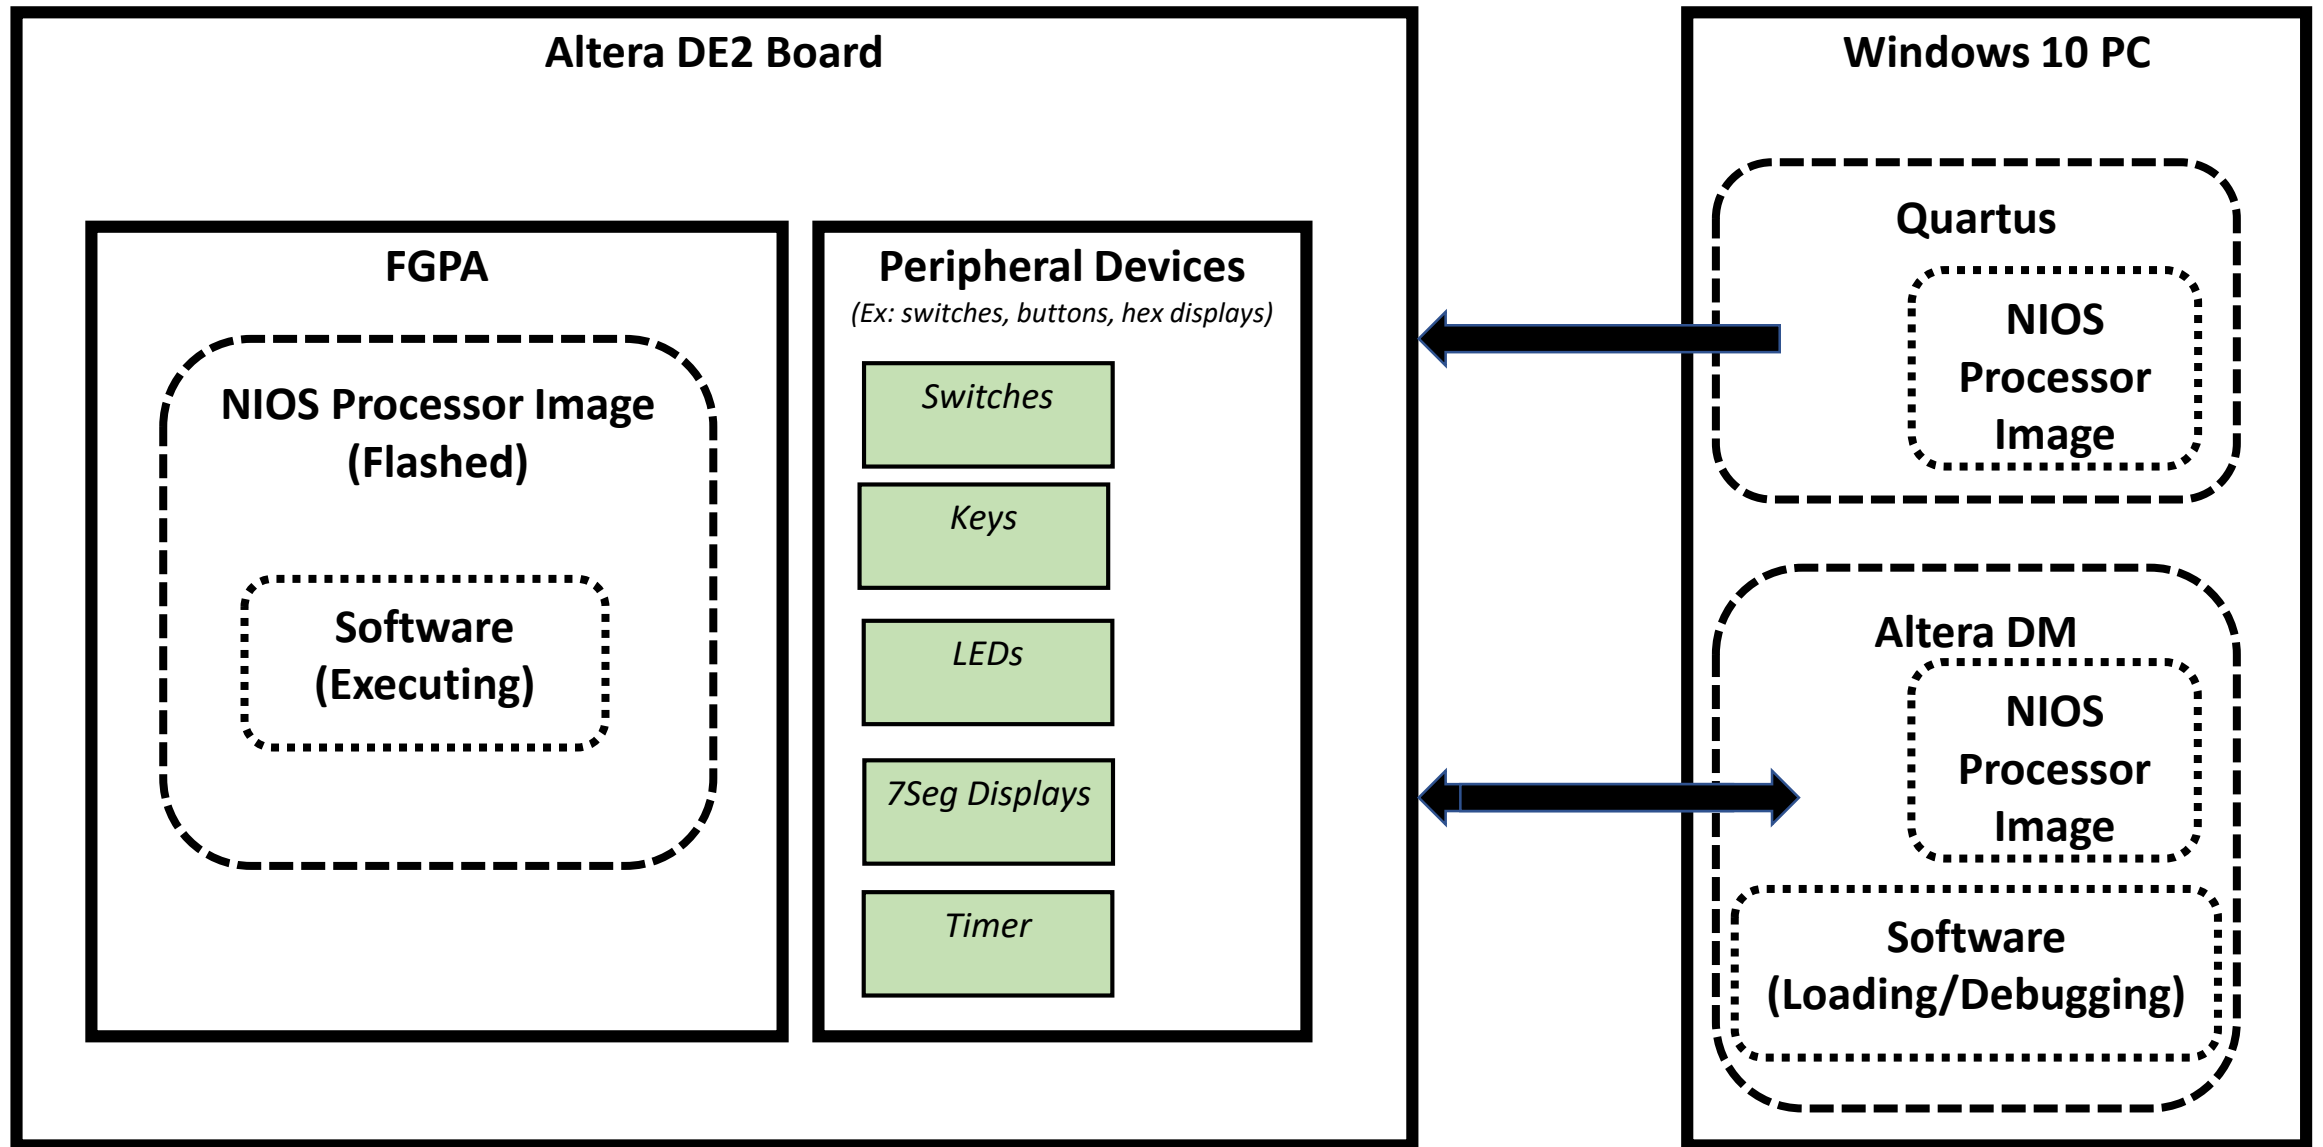 Altera DE2 Board
FGPA
NIOS Processor Image
(Flashed)
Software
(Executing)
Peripheral Devices
(Ex: switches, buttons, hex displays)
Switches
Keys
LEDs
7Seg Displays
Timer
Windows 10 PC
Quartus
NIOS
Processor
Image
Altera DM
NIOS
Processor
Image
Software
(Loading/Debugging)